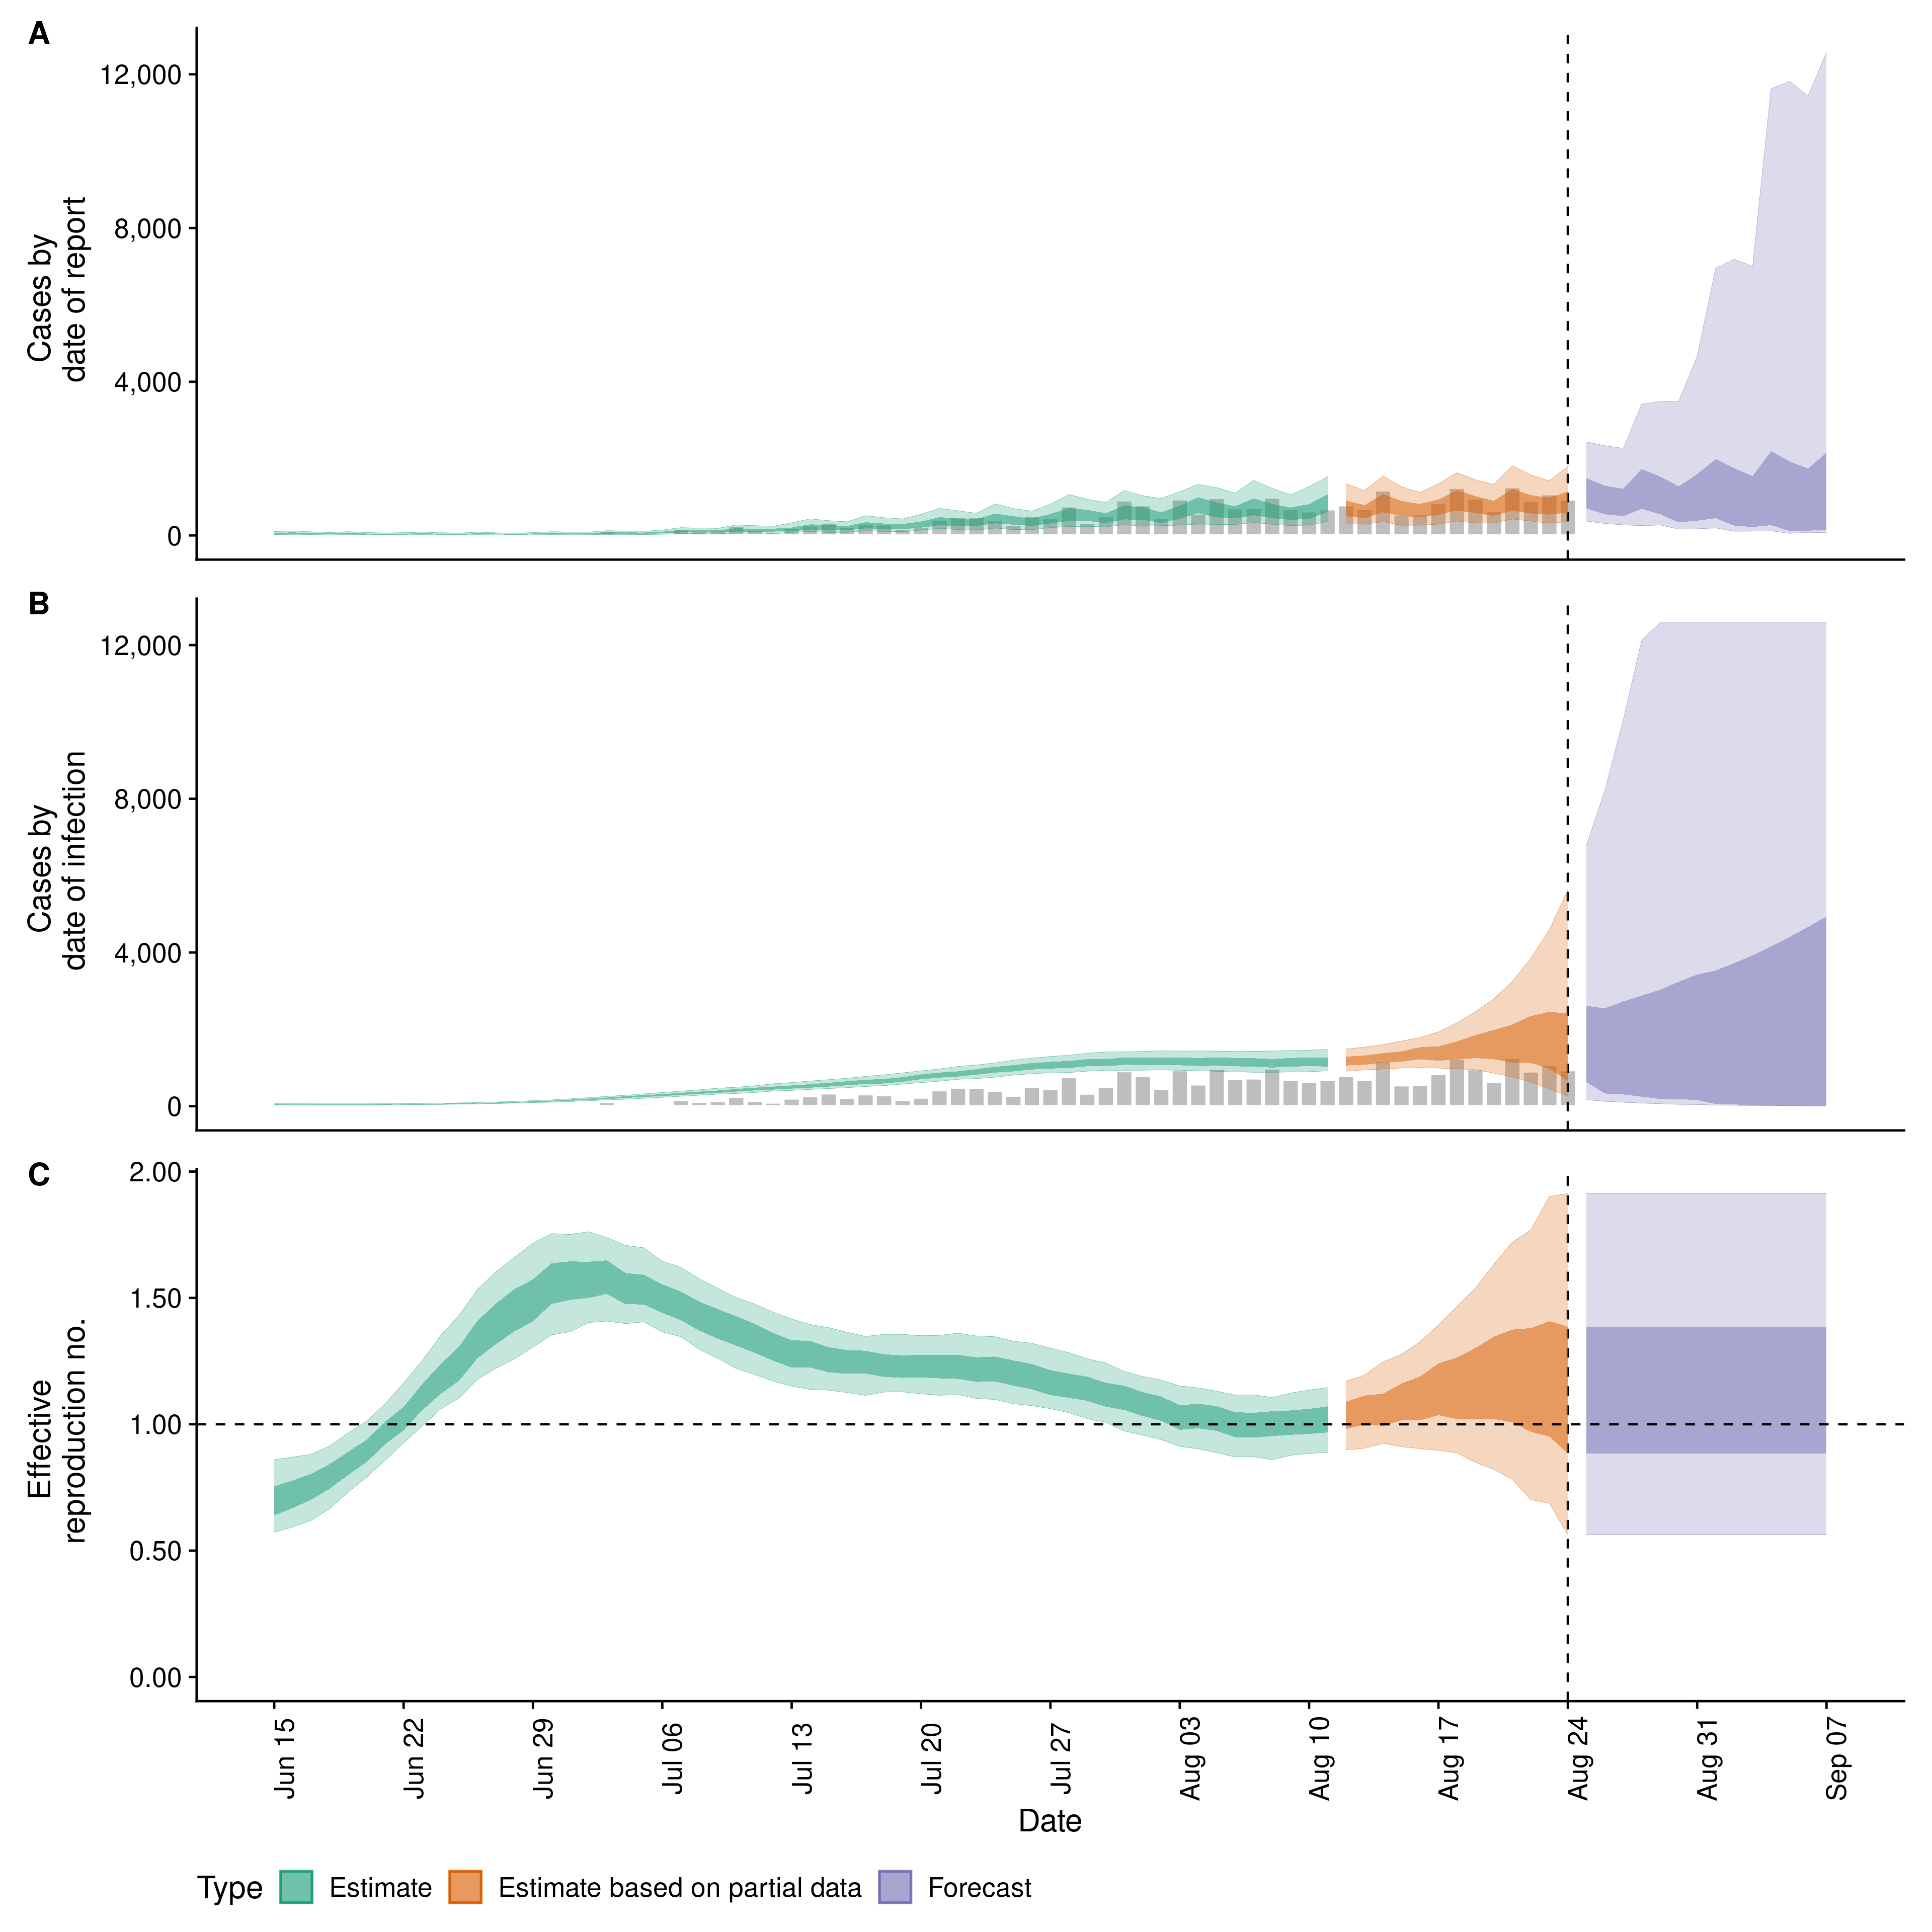 A
12,000
8,000
4,000
0
Cases by
date of report
B
12,000
8,000
4,000
0
Cases by
date of infection
C
2.00
1.50
1.00
0.50
0.00
Effective
reproduction no.
Jun 15
Jun 22
Jun 29
Jul 06
Jul 13
Jul 20
Jul 27
Aug 03
Aug 10
Aug 17
Aug 24
Aug 31
Sep 07
Date
Type Estimate Estimate based on partial data Forecast